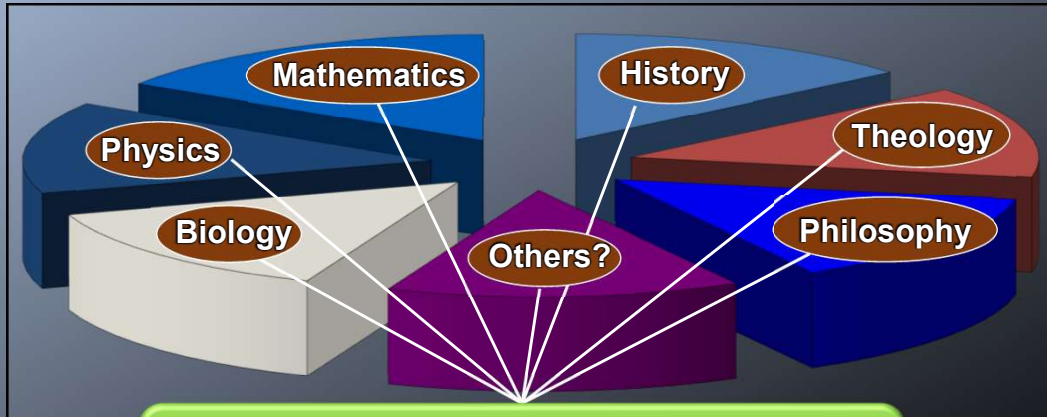 Mathematics
History
Physics
Theology
Biology
Others?
Philosophy